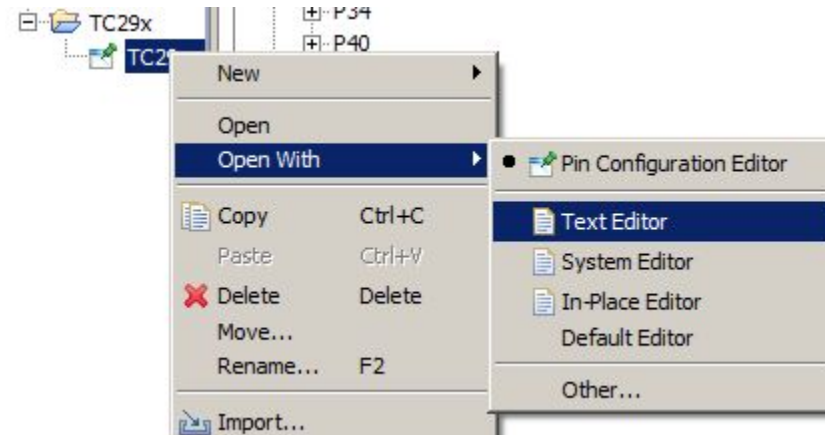 TC29x
P34
P40
TC29
New
Open
Open With
Copy Ctrl+C
Paste Ctrl+V
Delete Delete
Move...
Rename... F2
Import...
Pin Configuration Editor
Text Editor
System Editor
In-Place Editor
Default Editor
Other...